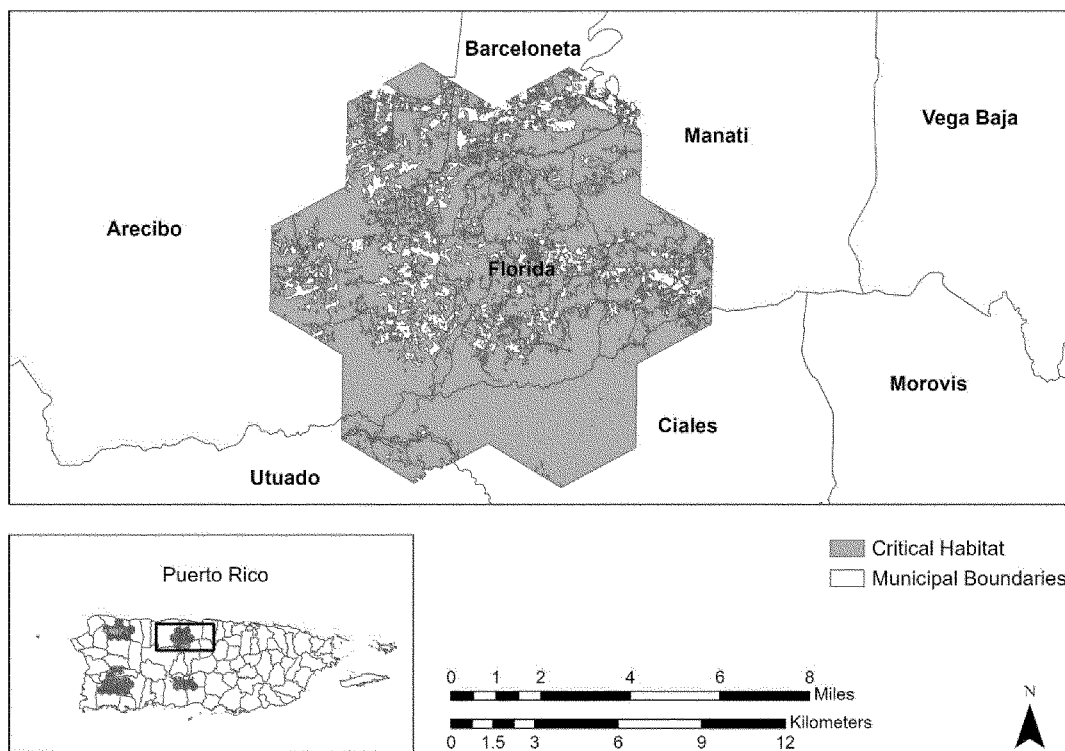 Barceloneta
Vega Baja
Manati
Arecibo
Florida
Morovis
Ciales
Utuado
Puerto Rico
Critical Habitat
Municipal Boundaries
0 1 2 4 6 8
Miles
Kilometers
0 1.5 3 6 9 12
N